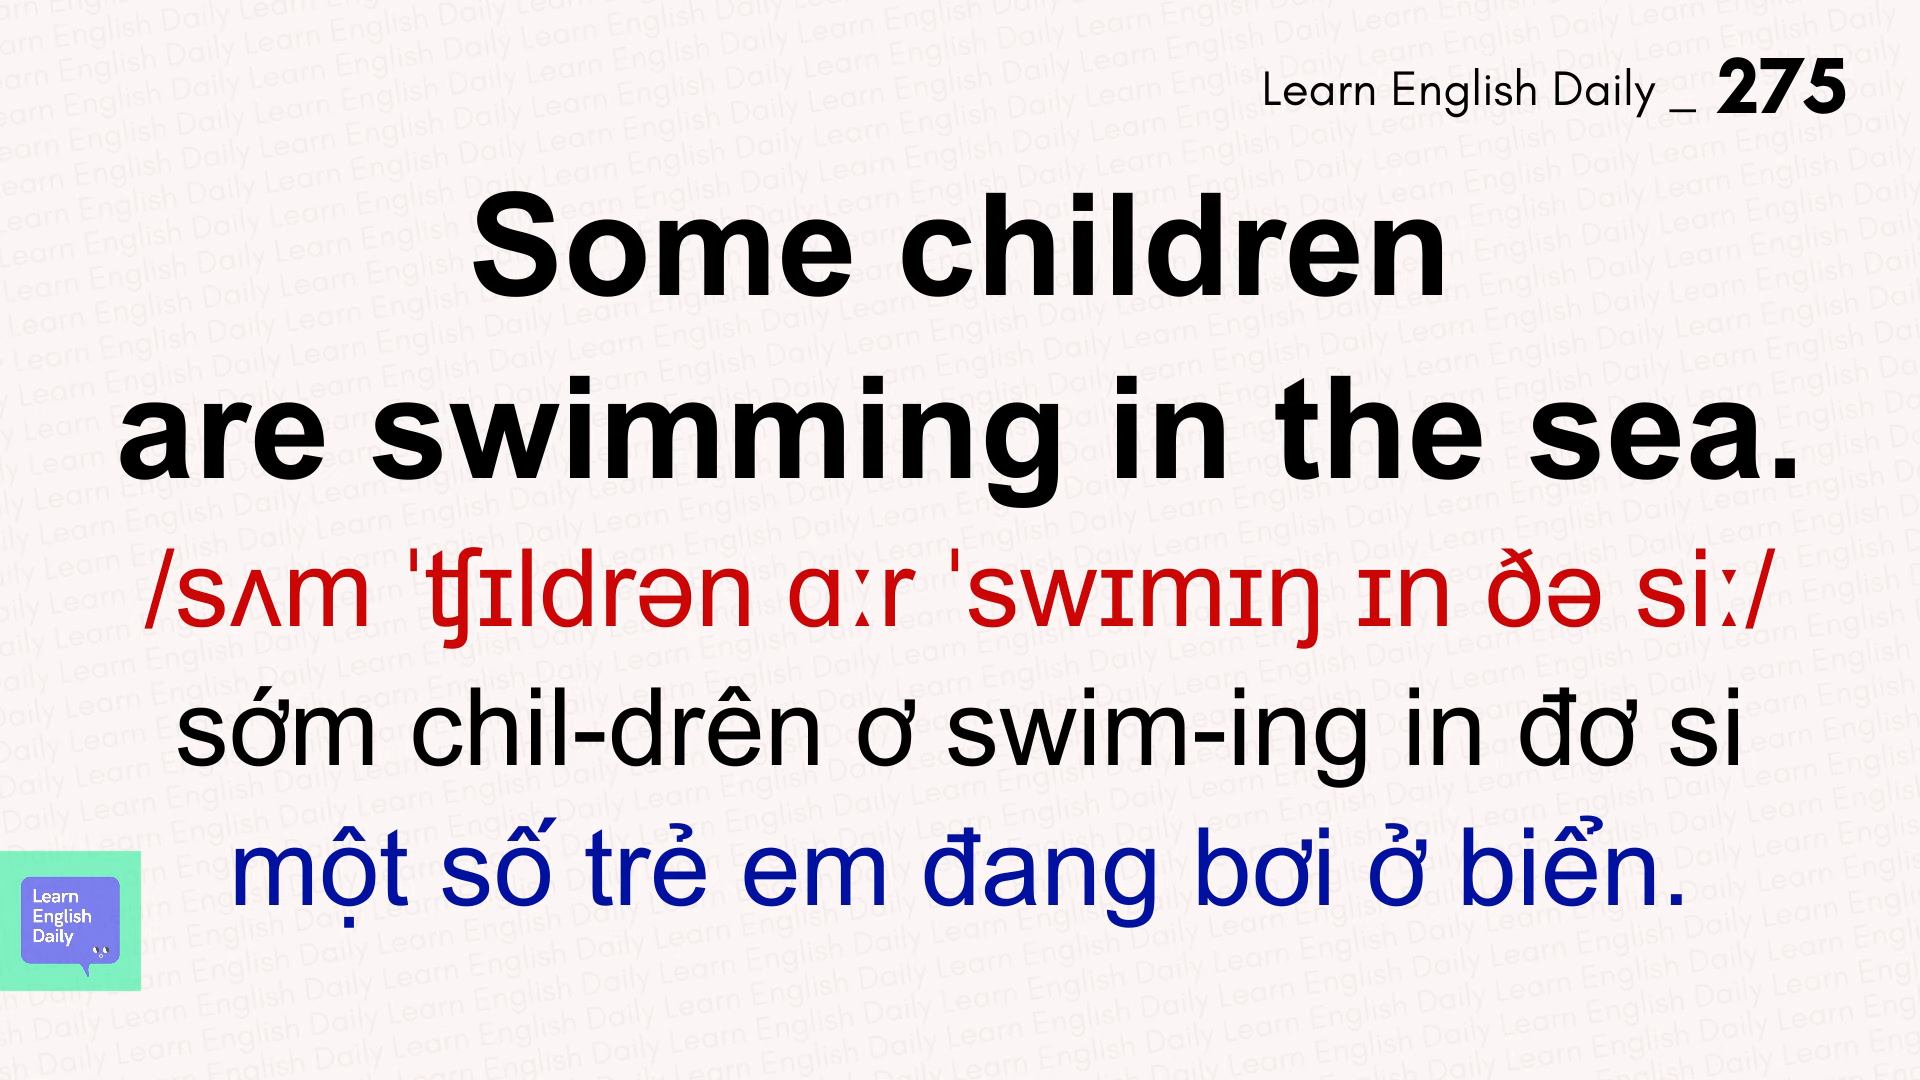 Learn English Daily _ 275
Some children
are swimming in the sea.
/sʌm ˈʧɪldrən ɑːr ˈswɪmɪŋ ɪn ðə siː/
sớm chil-drên ơ swim-ing in đơ si
một số trẻ em đang bơi ở biển.
Learn
English
Daily